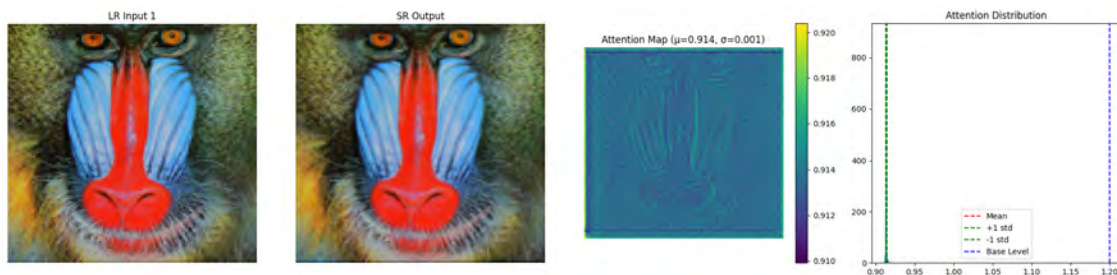 LR Input 1
SR Output
Attention Map (μ=0.914, σ=0.001)
0.920
0.918
0.916
0.914
0.912
0.910
Attention Distribution
800
600
400
200
0
Mean
+1 std
-1 std
Base Level
0.90 0.95 1.00 1.05 1.10 1.15 1.20